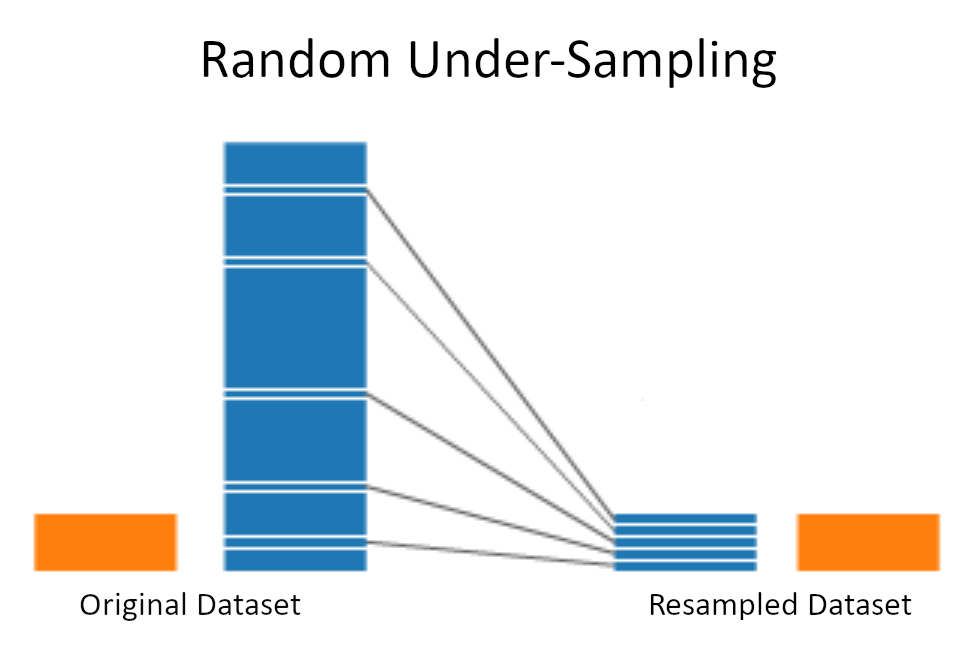 Random Under-Sampling
Original Dataset
Resampled Dataset